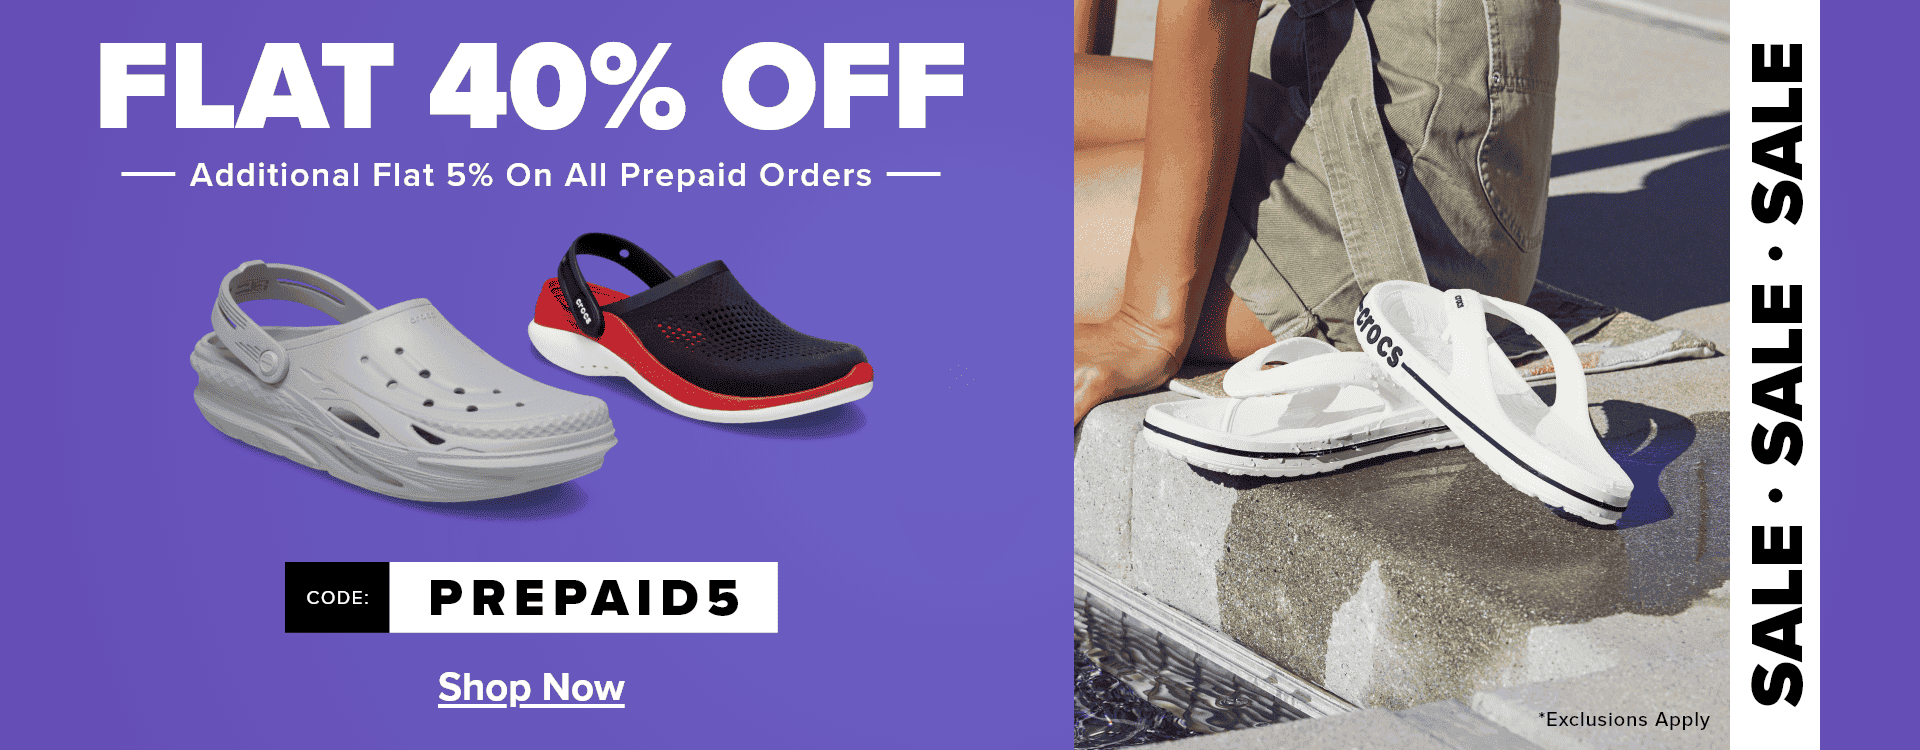 FLAT 40% OFF
Additional Flat 5% On All Prepaid Orders
crocs
CODE: PREPAID5
Shop Now
crocs
*Exclusions Apply
SALE • SALE • SALE